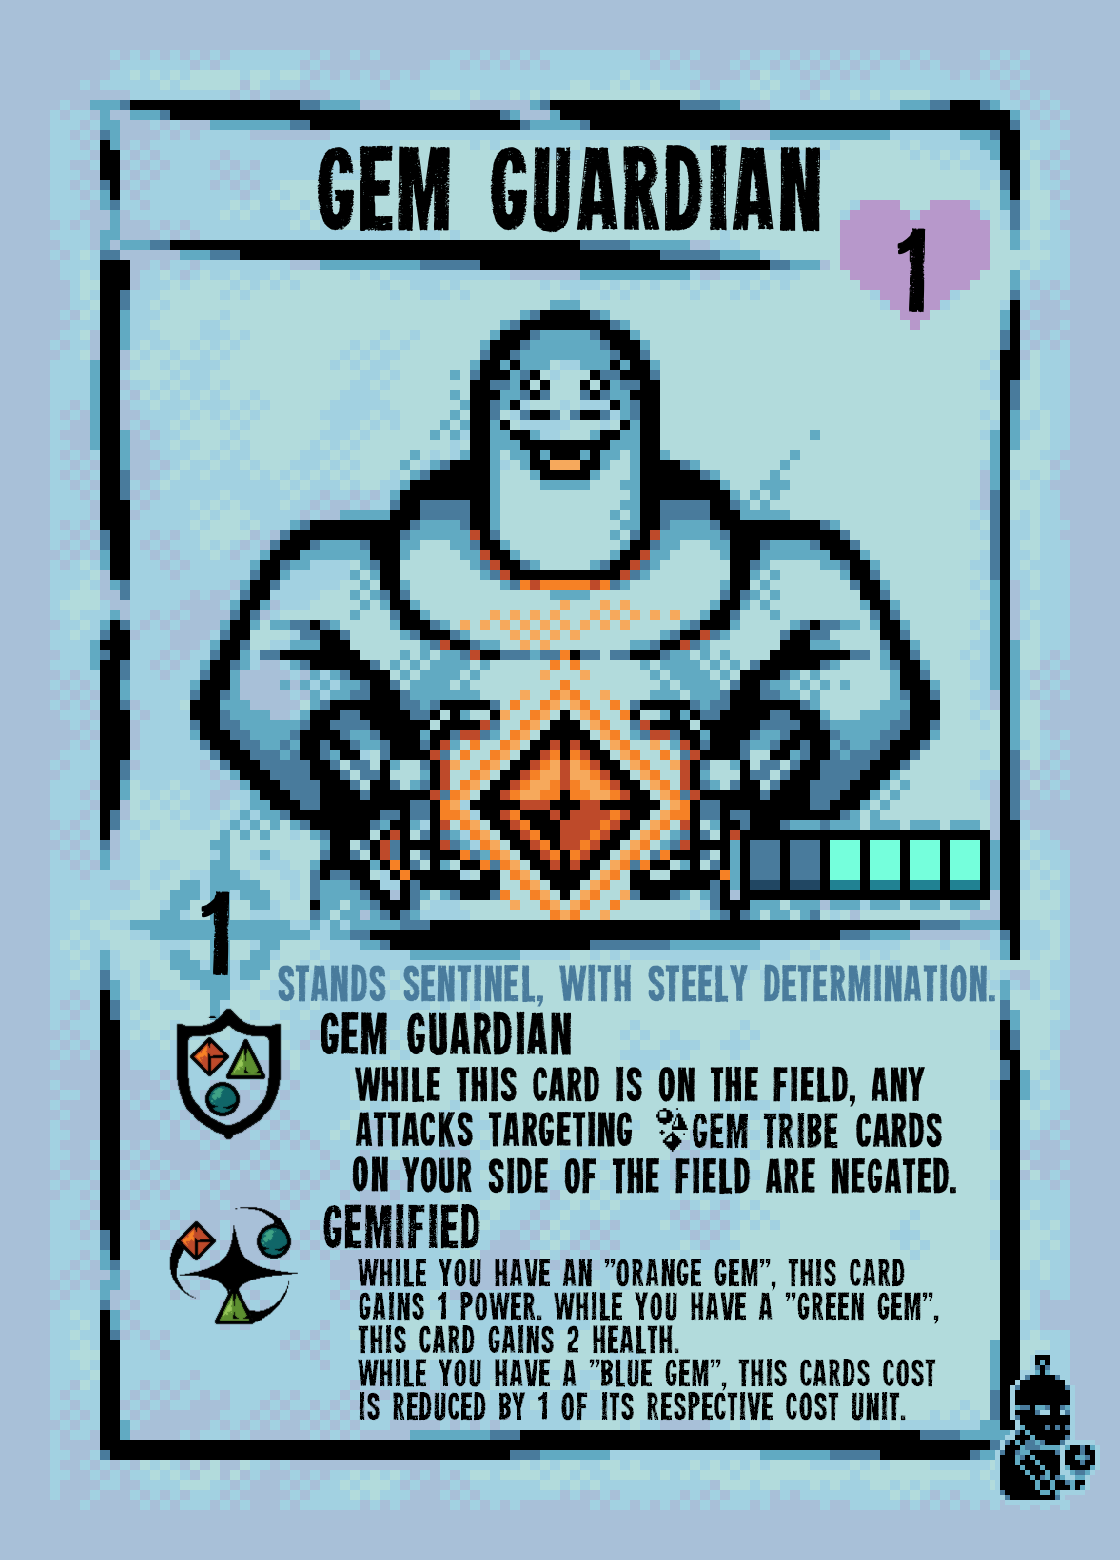 GEM GUARDIAN
1
1
STANDS SENTINEL, WITH STEELY DETERMINATION.
GEM GUARDIAN
WHILE THIS CARD IS ON THE FIELD, ANY
ATTACKS TARGETING GEM TRIBE CARDS
ON YOUR SIDE OF THE FIELD ARE NEGATED.
GEMIFIED
WHILE YOU HAVE AN "ORANGE GEM", THIS CARD
GAINS 1 POWER. WHILE YOU HAVE A "GREEN GEM",
THIS CARD GAINS 2 HEALTH.
WHILE YOU HAVE A "BLUE GEM", THIS CARDS COST
IS REDUCED BY 1 OF ITS RESPECTIVE COST UNIT.